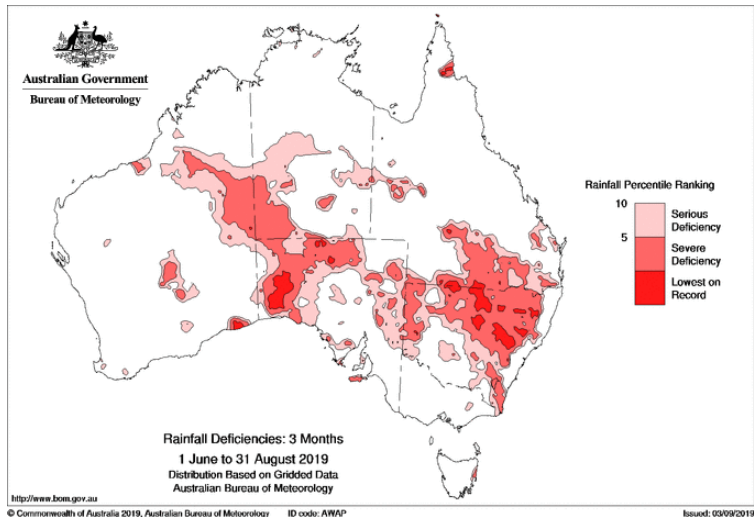 Australian Government
Bureau of Meteorology
Rainfall Percentile Ranking
10
Serious
Deficiency
5
Severe
Deficiency
Lowest on
Record
Rainfall Deficiencies: 3 Months
1 June to 31 August 2019
Distribution Based on Gridded Data
Australian Bureau of Meteorology
http://www.bom.gov.au
© Commonwealth of Australia 2019, Australian Bureau of Meteorology ID code: AWAP Issued: 03/09/2019